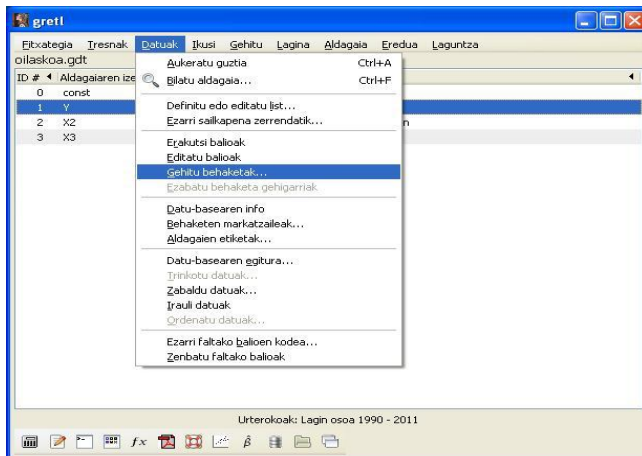 gretl
Fitxategia Tresnak Datuak Ikusi Gehitu Lagina Aldagaia Eredua Laguntza
oilaskoa.gdt
ID # Aldagaiaren ize
0 const
1 Y
2 X2
n
3 X3
Aukeratu guztia Ctrl+A
Bilatu aldagaia... Ctrl+F
Definitu edo editatu list...
Ezarri sailkapena zerrendatik...
Erakutsi balioak
Editatu balioak
Gehitu behaketak...
Ezabatu behaketa gehigarriak
Datu-basearen info
Behaketen markatzaileak...
Aldagaien etiketak...
Datu-basearen egitura...
Trinkotu datuak...
Zabaldu datuak...
Irauli datuak
Ordenatu datuak...
Ezarri faltako balioen kodea...
Zenbatu faltako balioak
Urterokoak: Lagin osoa 1990 - 2011
fx β̂